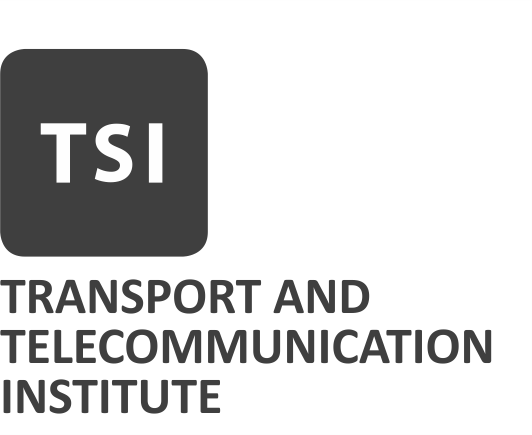 TSI
TRANSPORT AND
TELECOMMUNICATION
INSTITUTE